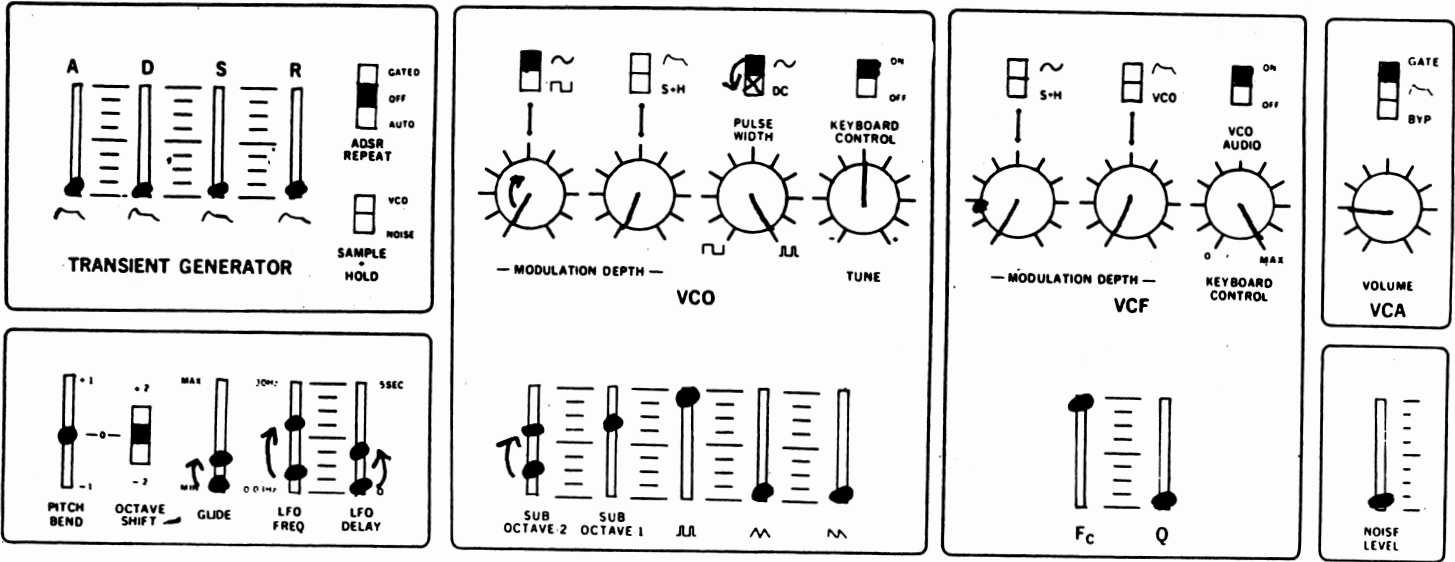 A D S R
GATED
OFF
AUTO
ADSR
REPEAT
VCO
NOISE
SAMPLE
•
HOLD
TRANSIENT GENERATOR
+1
-0-
-1
PITCH
BEND
+2
-2
OCTAVE
SHIFT
MAX
MIN
GLIDE
30Hz
LFO
FREQ
5SEC
0
LFO
DELAY
S+H
DC
PULSE
WIDTH
ON
OFF
KEYBOARD
CONTROL
— MODULATION DEPTH —
- +
TUNE
VCO
SUB
OCTAVE-2
SUB
OCTAVE 1
S+H
VCO
ON
OFF
VCO
AUDIO
— MODULATION DEPTH —
0 MAX
KEYBOARD
CONTROL
VCF
FC
Q
GATE
BYP
VOLUME
VCA
NOISE
LEVEL